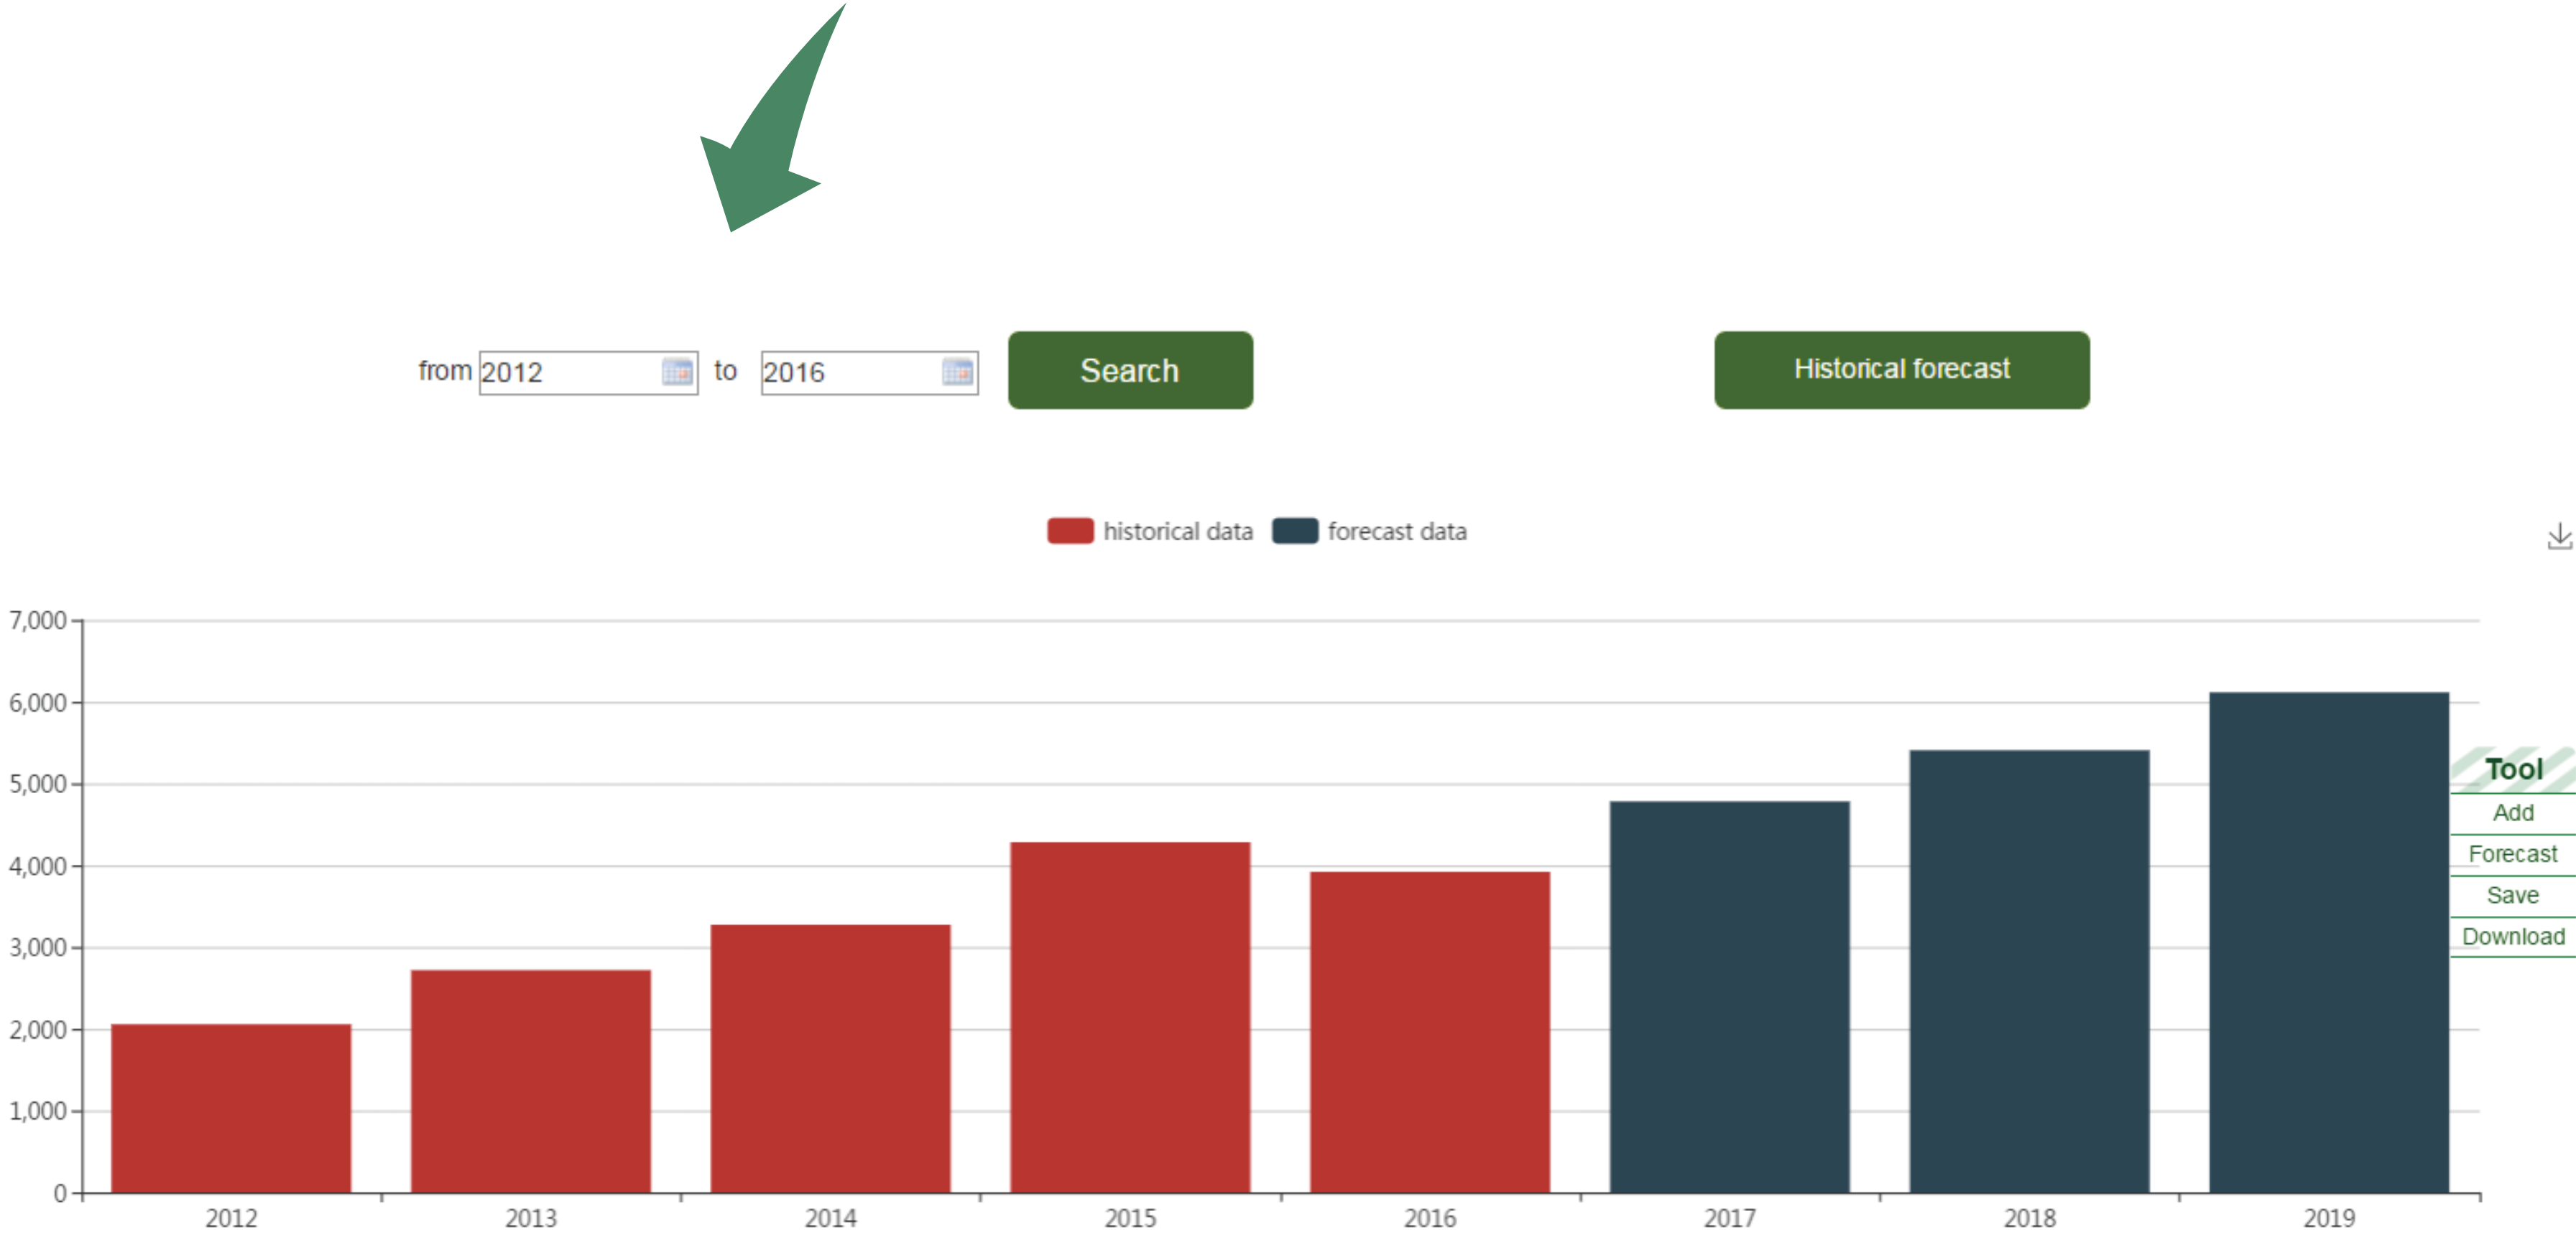 from 2012 to 2016 Search Historical forecast
historical data forecast data
7,000
6,000
5,000
4,000
3,000
2,000
1,000
0
2012 2013 2014 2015 2016 2017 2018 2019
Tool
Add
Forecast
Save
Download